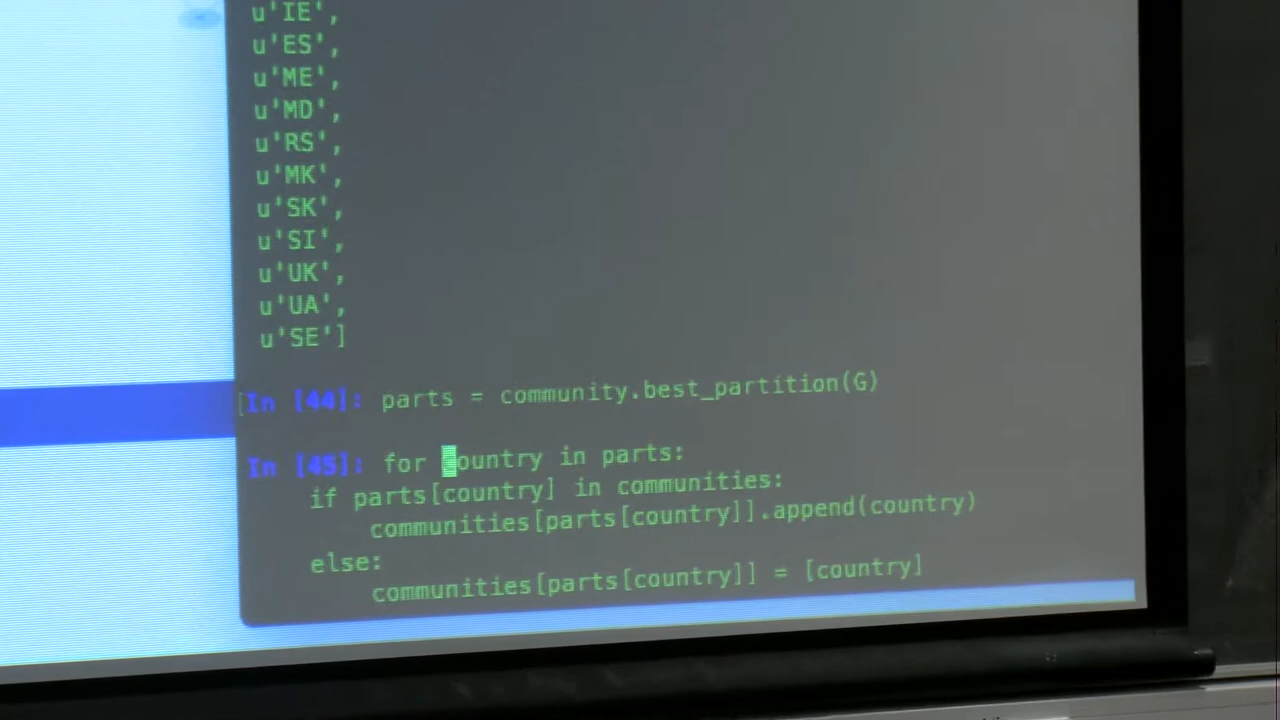 u'IE',
u'ES',
u'ME',
u'MD',
u'RS',
u'MK',
u'SK',
u'SI',
u'UK',
u'UA',
u'SE']
[In [44]: parts = community.best_partition(G)
In [45]: for country in parts:
if parts[country] in communities:
communities[parts[country]].append(country)
else:
communities[parts[country]] = [country]